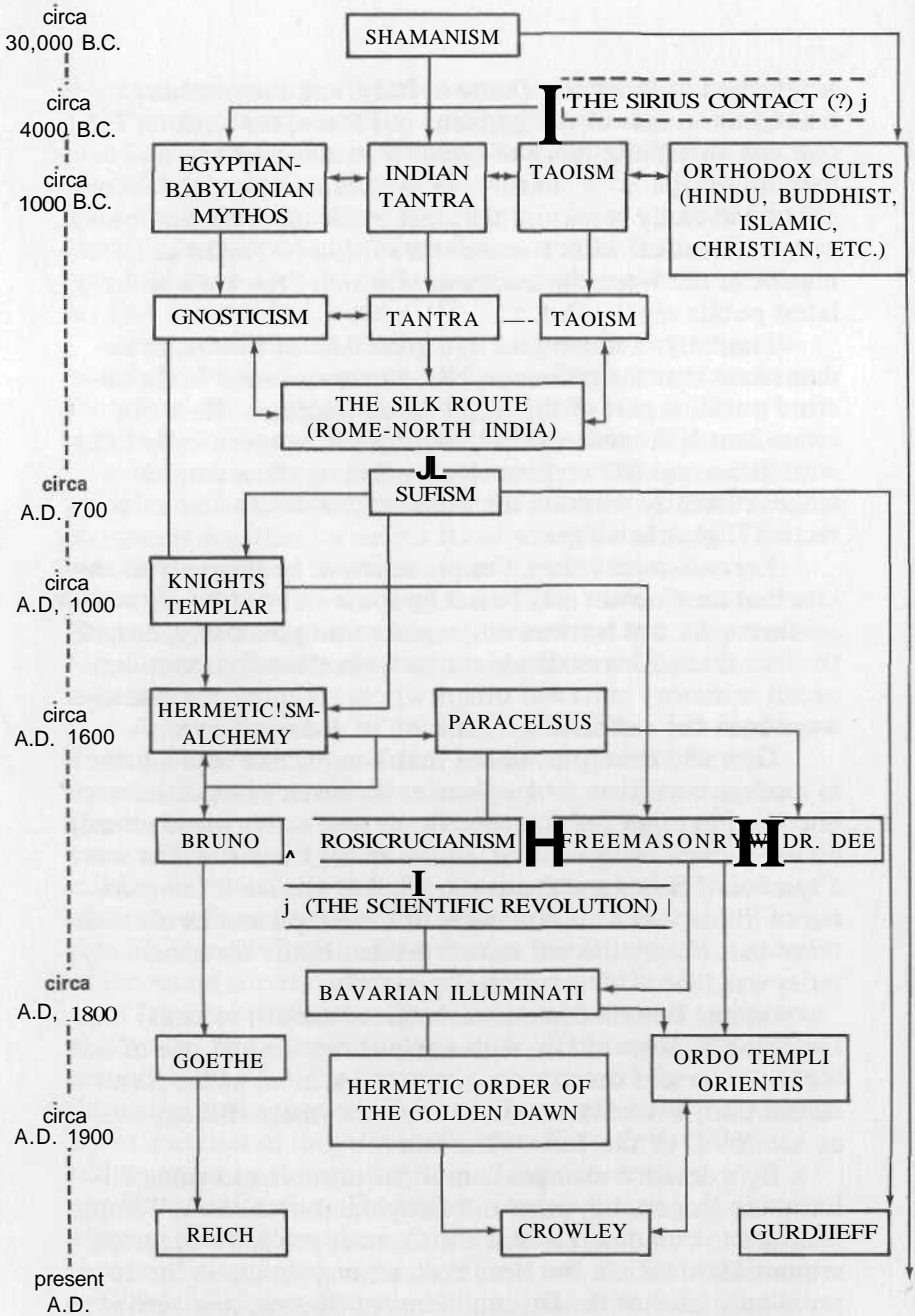 circa
30,000 B.C.
SHAMANISM
circa
4000 B.C.
THE SIRIUS CONTACT (?)
circa
1000 B.C.
EGYPTIAN-
BABYLONIAN
MYTHOS
INDIAN
TANTRA
TAOISM
ORTHODOX CULTS
(HINDU, BUDDHIST,
ISLAMIC,
CHRISTIAN, ETC.)
GNOSTICISM
TANTRA
TAOISM
THE SILK ROUTE
(ROME-NORTH INDIA)
circa
A.D. 700
SUFISM
circa
A.D, 1000
KNIGHTS
TEMPLAR
circa
A.D. 1600
HERMETIC!SM-
ALCHEMY
PARACELSUS
BRUNO
ROSICRUCIANISM
FREEMASONRY
DR. DEE
(THE SCIENTIFIC REVOLUTION)
circa
A.D, 1800
BAVARIAN ILLUMINATI
GOETHE
HERMETIC ORDER OF
THE GOLDEN DAWN
ORDO TEMPLI
ORIENTIS
circa
A.D. 1900
REICH
CROWLEY
GURDJIEFF
present
A.D.